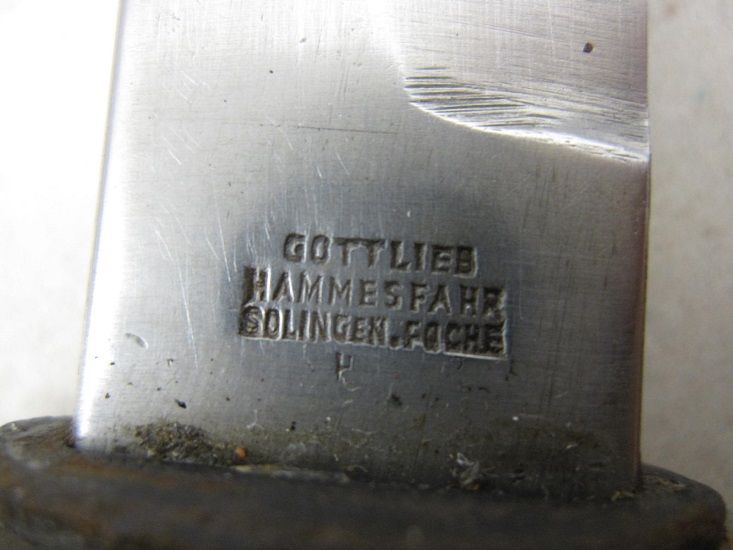 GOTTLIEB
HAMMESFAHR
SOLINGEN.FOCHE
H